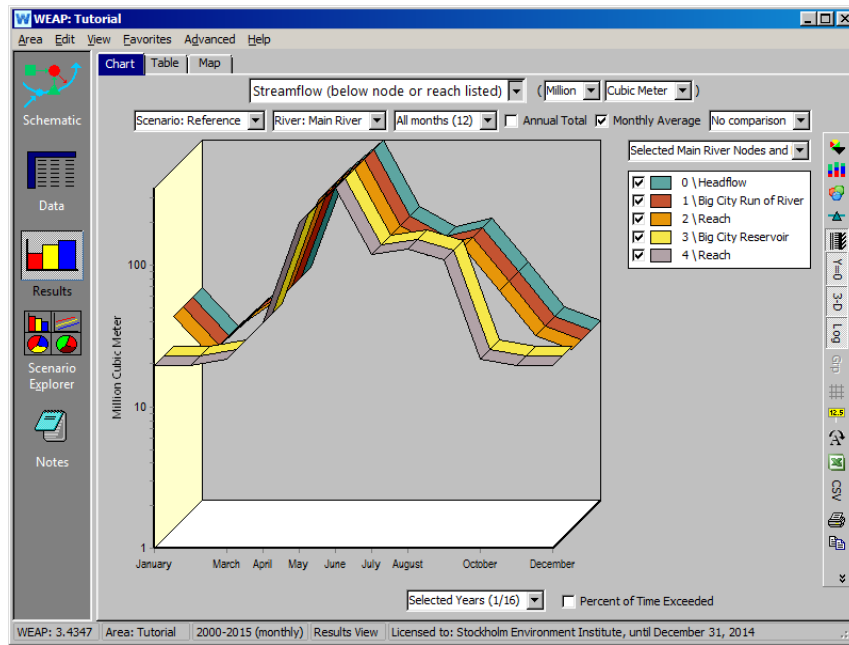 WEAP: Tutorial
Area Edit View Favorites Advanced Help
Chart Table Map
Streamflow (below node or reach listed) ( Million Cubic Meter )
Scenario: Reference River: Main River All months (12) Annual Total Monthly Average No comparison
Selected Main River Nodes and
0 \ Headflow
1 \ Big City Run of River
2 \ Reach
3 \ Big City Reservoir
4 \ Reach
Schematic
Data
Results
Scenario
Explorer
Notes
Million Cubic Meter
100
10
1
January March April May June July August October December
Y=0
3-D
Log
Grp
12.5
A
CSV
Selected Years (1/16) Percent of Time Exceeded
WEAP: 3.4347 Area: Tutorial 2000-2015 (monthly) Results View Licensed to: Stockholm Environment Institute, until December 31, 2014